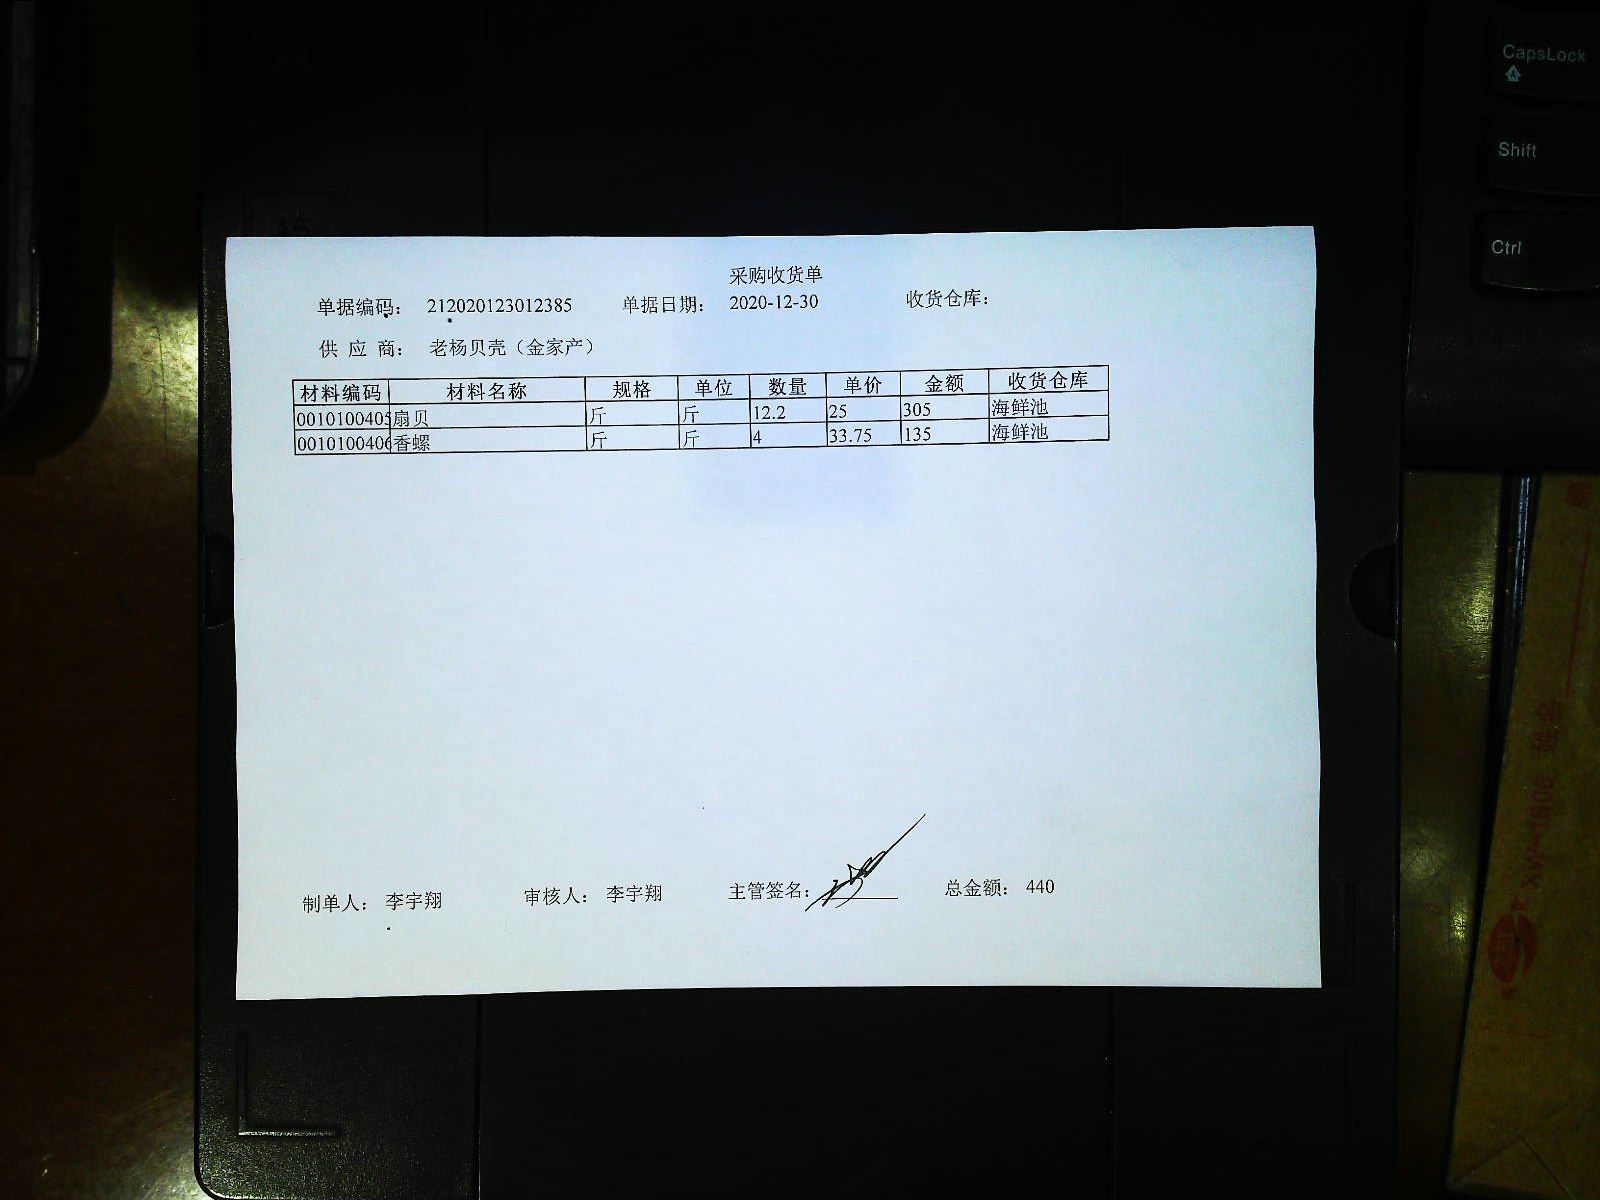 采购收货单
单据编码： 212020123012385 单据日期： 2020-12-30 收货仓库：
供 应 商： 老杨贝壳（金家产）
材料编码 材料名称 规格 单位 数量 单价 金额 收货仓库
0010100405 扇贝 斤 斤 12.2 25 305 海鲜池
0010100406 香螺 斤 斤 4 33.75 135 海鲜池
制单人： 李宇翔 审核人： 李宇翔 主管签名： 总金额： 440
CapsLock
Shift
Ctrl